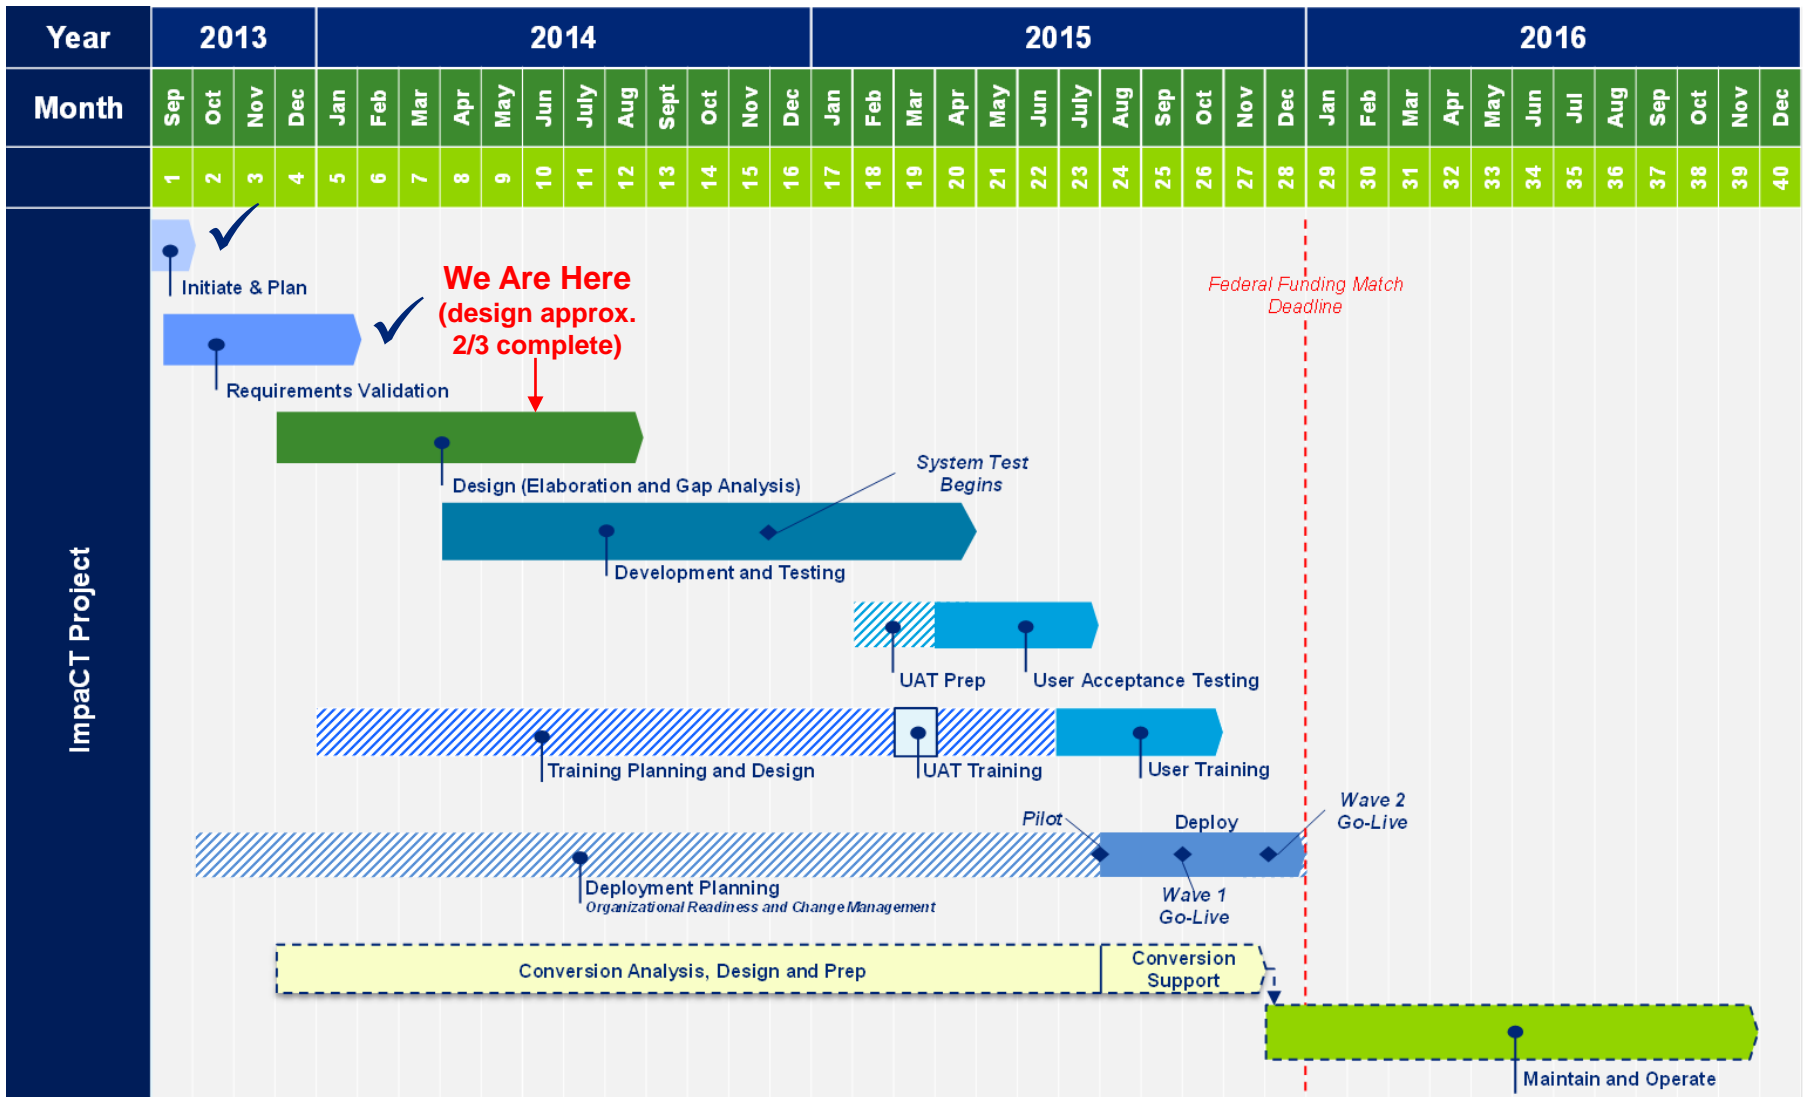 Year 2013 2014 2015 2016
Month Sep Oct Nov Dec Jan Feb Mar Apr May Jun July Aug Sept Oct Nov Dec Jan Feb Mar Apr May Jun July Aug Sep Oct Nov Dec Jan Feb Mar Apr May Jun Jul Aug Sep Oct Nov Dec
1 2 3 4 5 6 7 8 9 10 11 12 13 14 15 16 17 18 19 20 21 22 23 24 25 26 27 28 29 30 31 32 33 34 35 36 37 38 39 40
ImpaCT Project
Initiate & Plan
We Are Here
(design approx.
2/3 complete)
Federal Funding Match
Deadline
Requirements Validation
System Test
Begins
Design (Elaboration and Gap Analysis)
Development and Testing
UAT Prep
User Acceptance Testing
Training Planning and Design
UAT Training
User Training
Pilot
Deploy
Wave 2
Go-Live
Deployment Planning
Organizational Readiness and Change Management
Wave 1
Go-Live
Conversion Analysis, Design and Prep
Conversion
Support
Maintain and Operate